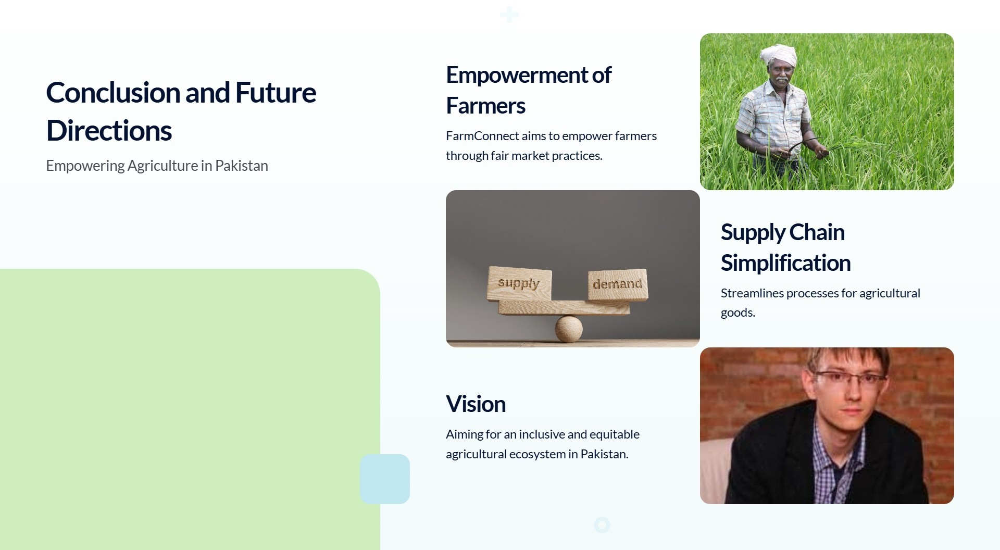 Conclusion and Future
Directions
Empowering Agriculture in Pakistan
Empowerment of
Farmers
FarmConnect aims to empower farmers
through fair market practices.
supply
demand
Supply Chain
Simplification
Streamlines processes for agricultural
goods.
Vision
Aiming for an inclusive and equitable
agricultural ecosystem in Pakistan.